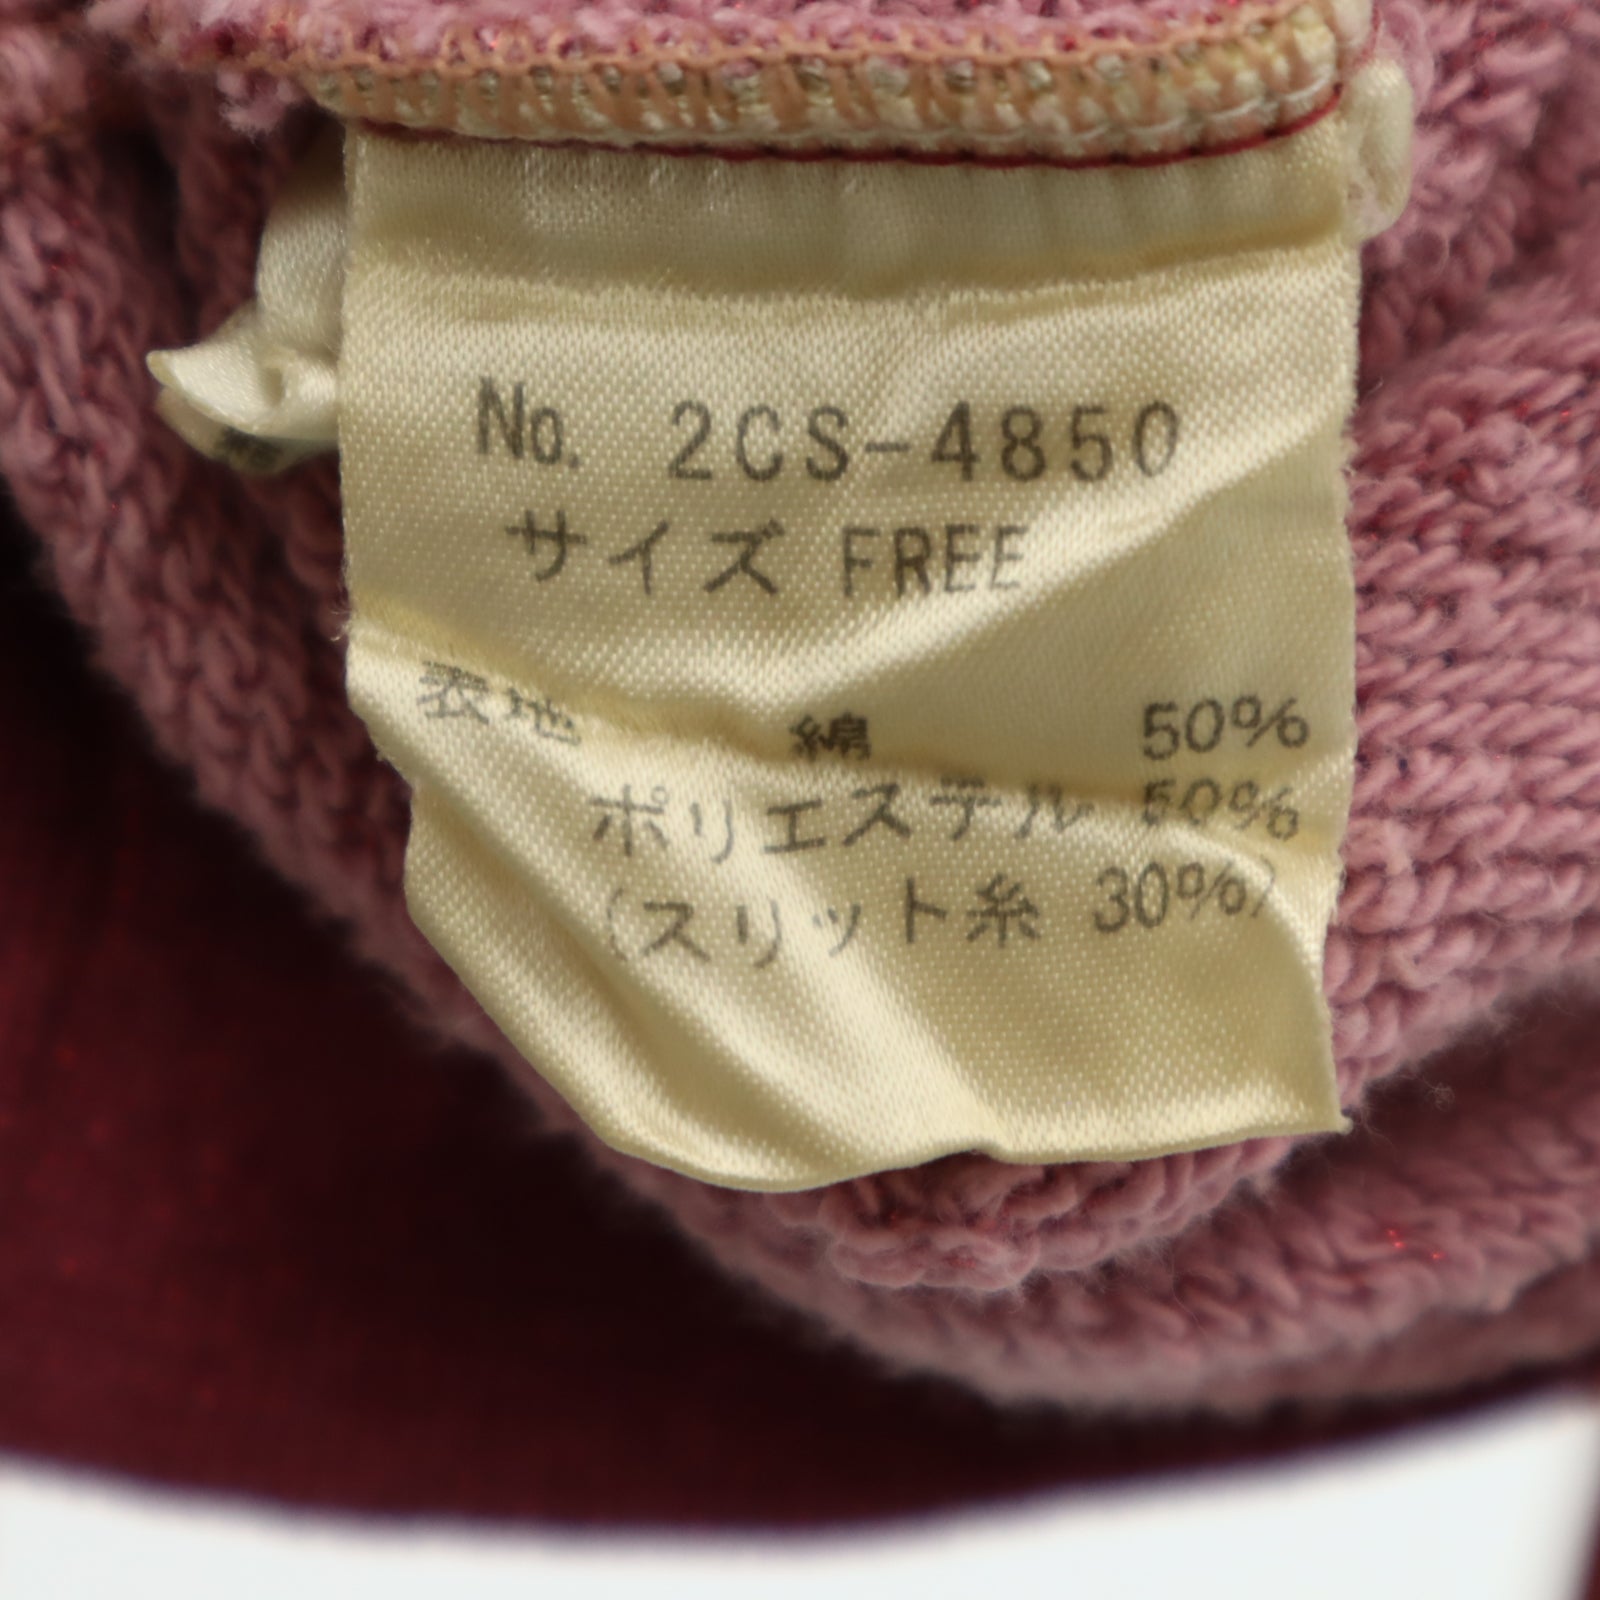 No. 2CS-4850
サイズ FREE
表地 綿 50%
ポリエステル 50%
(スリット糸 30%)